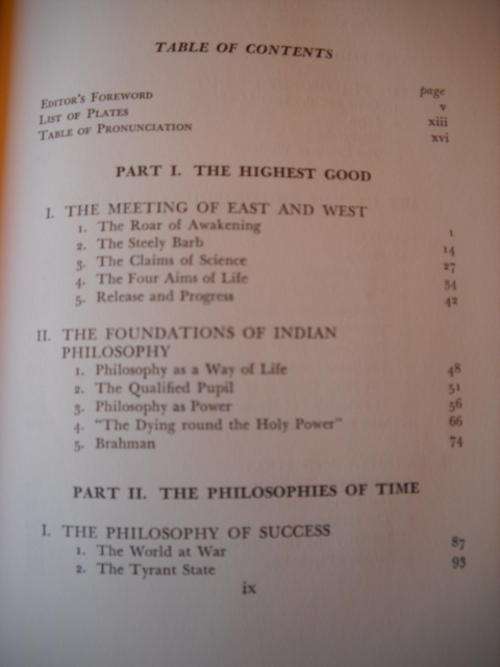 TABLE OF CONTENTS
page
EDITOR'S FOREWORD v
LIST OF PLATES xiii
TABLE OF PRONUNCIATION xvi
PART I. THE HIGHEST GOOD
I. THE MEETING OF EAST AND WEST
1. The Roar of Awakening 1
2. The Steely Barb 14
3. The Claims of Science 27
4. The Four Aims of Life 34
5. Release and Progress 42
II. THE FOUNDATIONS OF INDIAN
PHILOSOPHY
1. Philosophy as a Way of Life 48
2. The Qualified Pupil 51
3. Philosophy as Power 56
4. "The Dying round the Holy Power" 66
5. Brahman 74
PART II. THE PHILOSOPHIES OF TIME
I. THE PHILOSOPHY OF SUCCESS
1. The World at War 87
2. The Tyrant State 93
ix